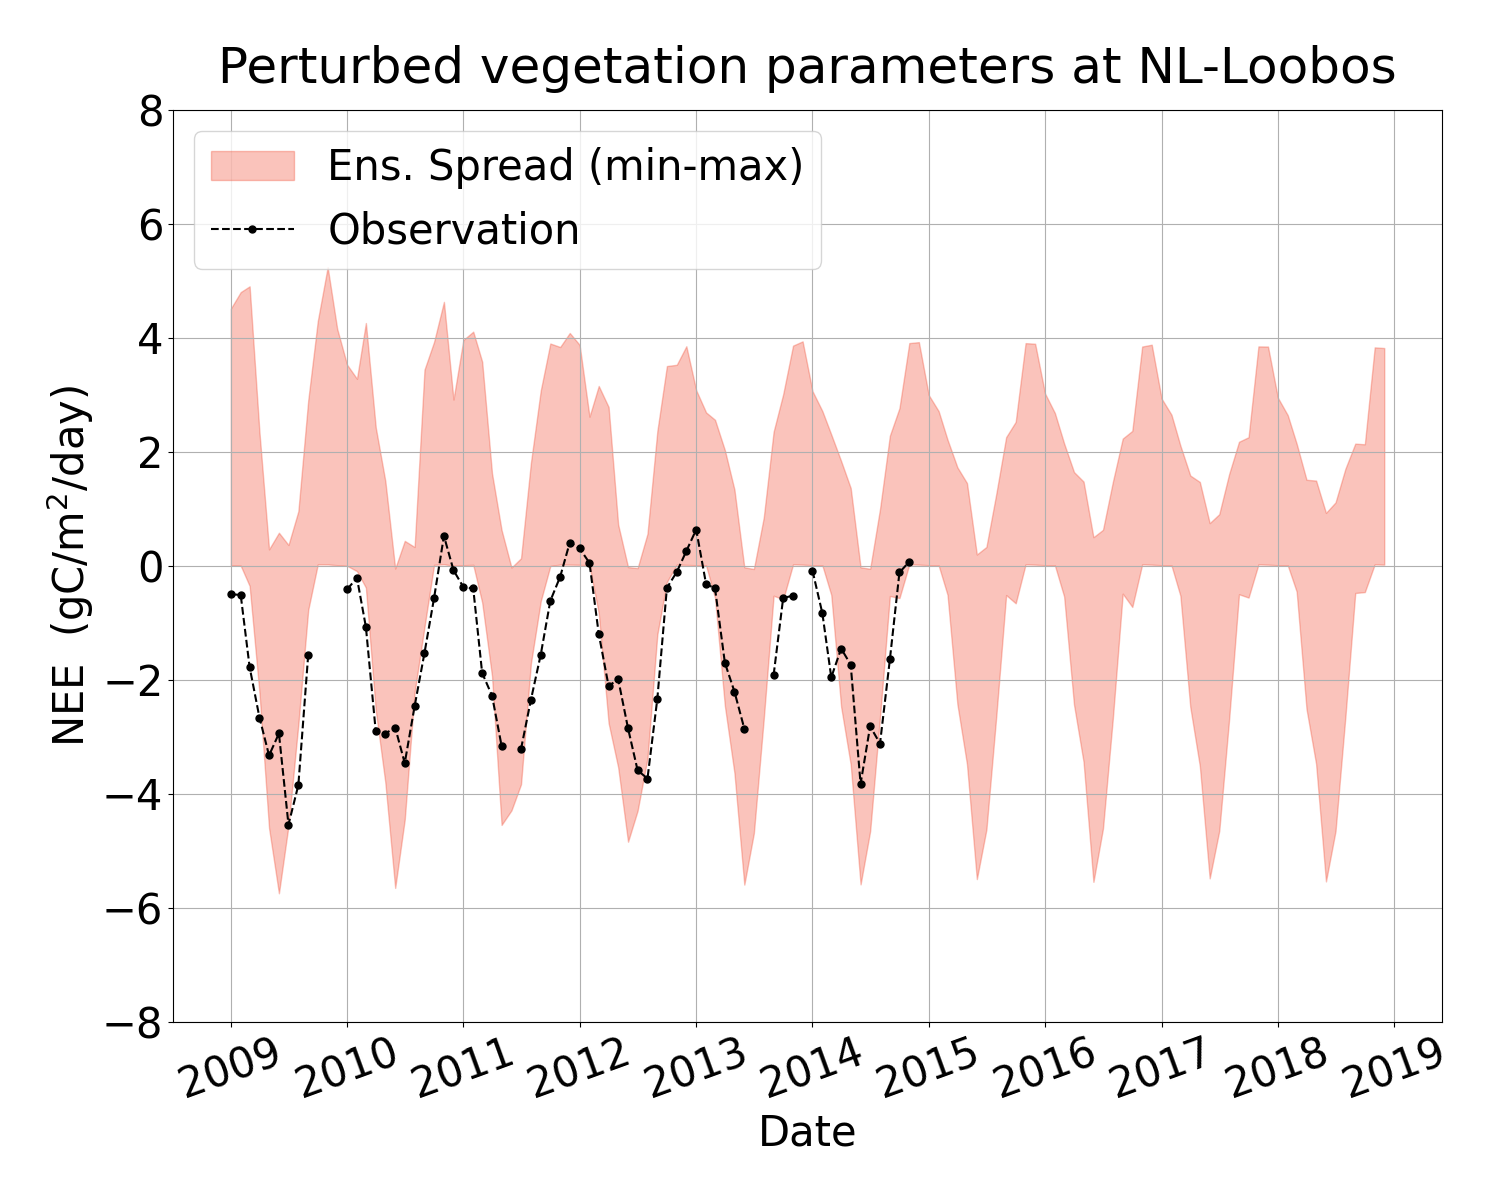 Perturbed vegetation parameters at NL-Loobos
Ens. Spread (min-max)
Observation
8
6
4
2
0
−2
−4
−6
−8
NEE (gC/m²/day)
2009 2010 2011 2012 2013 2014 2015 2016 2017 2018 2019
Date